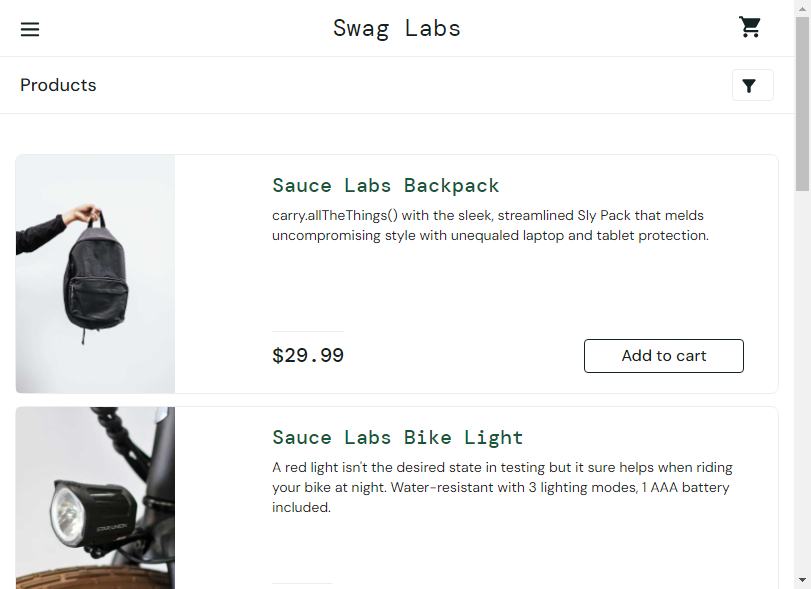 Swag Labs
Products
Sauce Labs Backpack
carry.allTheThings() with the sleek, streamlined Sly Pack that melds
uncompromising style with unequaled laptop and tablet protection.
$29.99
Add to cart
Sauce Labs Bike Light
A red light isn't the desired state in testing but it sure helps when riding
your bike at night. Water-resistant with 3 lighting modes, 1 AAA battery
included.